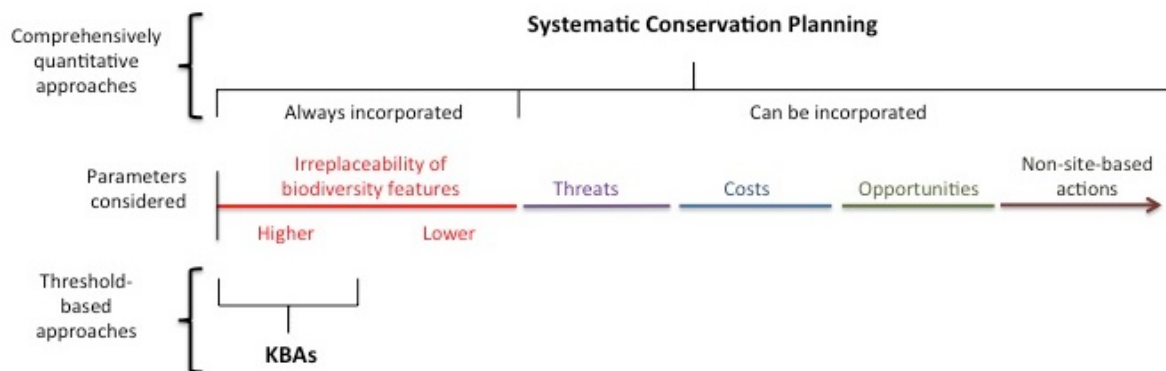 Systematic Conservation Planning
Comprehensively
quantitative
approaches
Always incorporated
Can be incorporated
Parameters
considered
Irreplaceability of
biodiversity features
Threats
Costs
Opportunities
Non-site-based
actions
Higher
Lower
Threshold-
based
approaches
KBAs